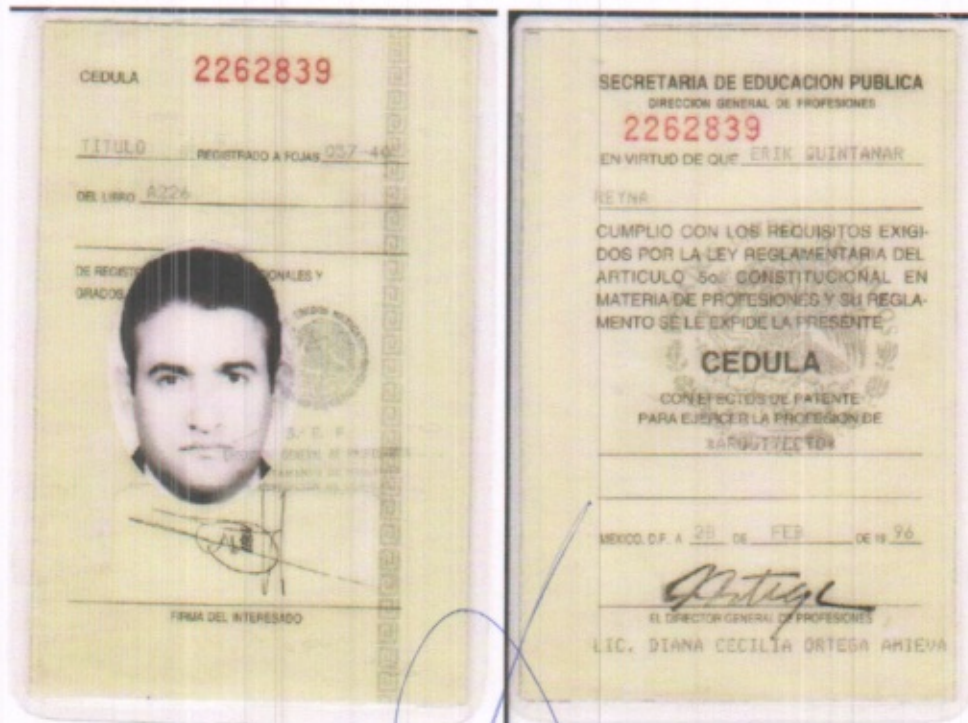 CEDULA 2262839
TITULO REGISTRADO A FOJAS 057-40
DEL LIBRO A226
DE REGISTR ONALES Y
GRADOS
S. E. P.
FIRMA DEL INTERESADO
SECRETARIA DE EDUCACION PUBLICA
DIRECCION GENERAL DE PROFESIONES
2262839
EN VIRTUD DE QUE ERIK QUINTANAR
REYNA
CUMPLIO CON LOS REQUISITOS EXIGI-
DOS POR LA LEY REGLAMENTARIA DEL
ARTICULO 5o. CONSTITUCIONAL EN
MATERIA DE PROFESIONES Y SU REGLA-
MENTO SE LE EXPIDE LA PRESENTE
CEDULA
CON EFECTOS DE PATENTE
PARA EJERCER LA PROFESION DE
*ARQUITECTO*
MEXICO, D.F. A 28 DE FEB DE 19 96
EL DIRECTOR GENERAL DE PROFESIONES
LIC. DIANA CECILIA ORTEGA AMIEVA